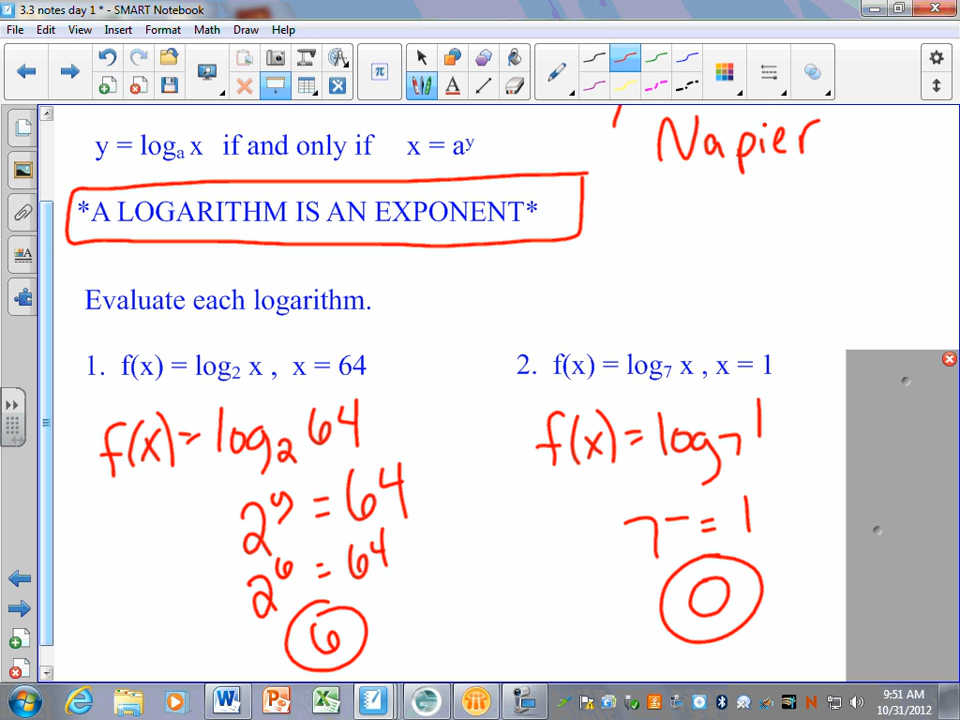 3.3 notes day 1 * - SMART Notebook
File Edit View Insert Format Math Draw Help
π
A
Napier
y = logₐ x if and only if x = aʸ
*A LOGARITHM IS AN EXPONENT*
Evaluate each logarithm.
1. f(x) = log₂ x , x = 64
2. f(x) = log₇ x , x = 1
f(x) = log₂ 64
2ʸ = 64
2⁶ = 64
6
f(x) = log₇ 1
7⁻ = 1
0
9:51 AM
10/31/2012